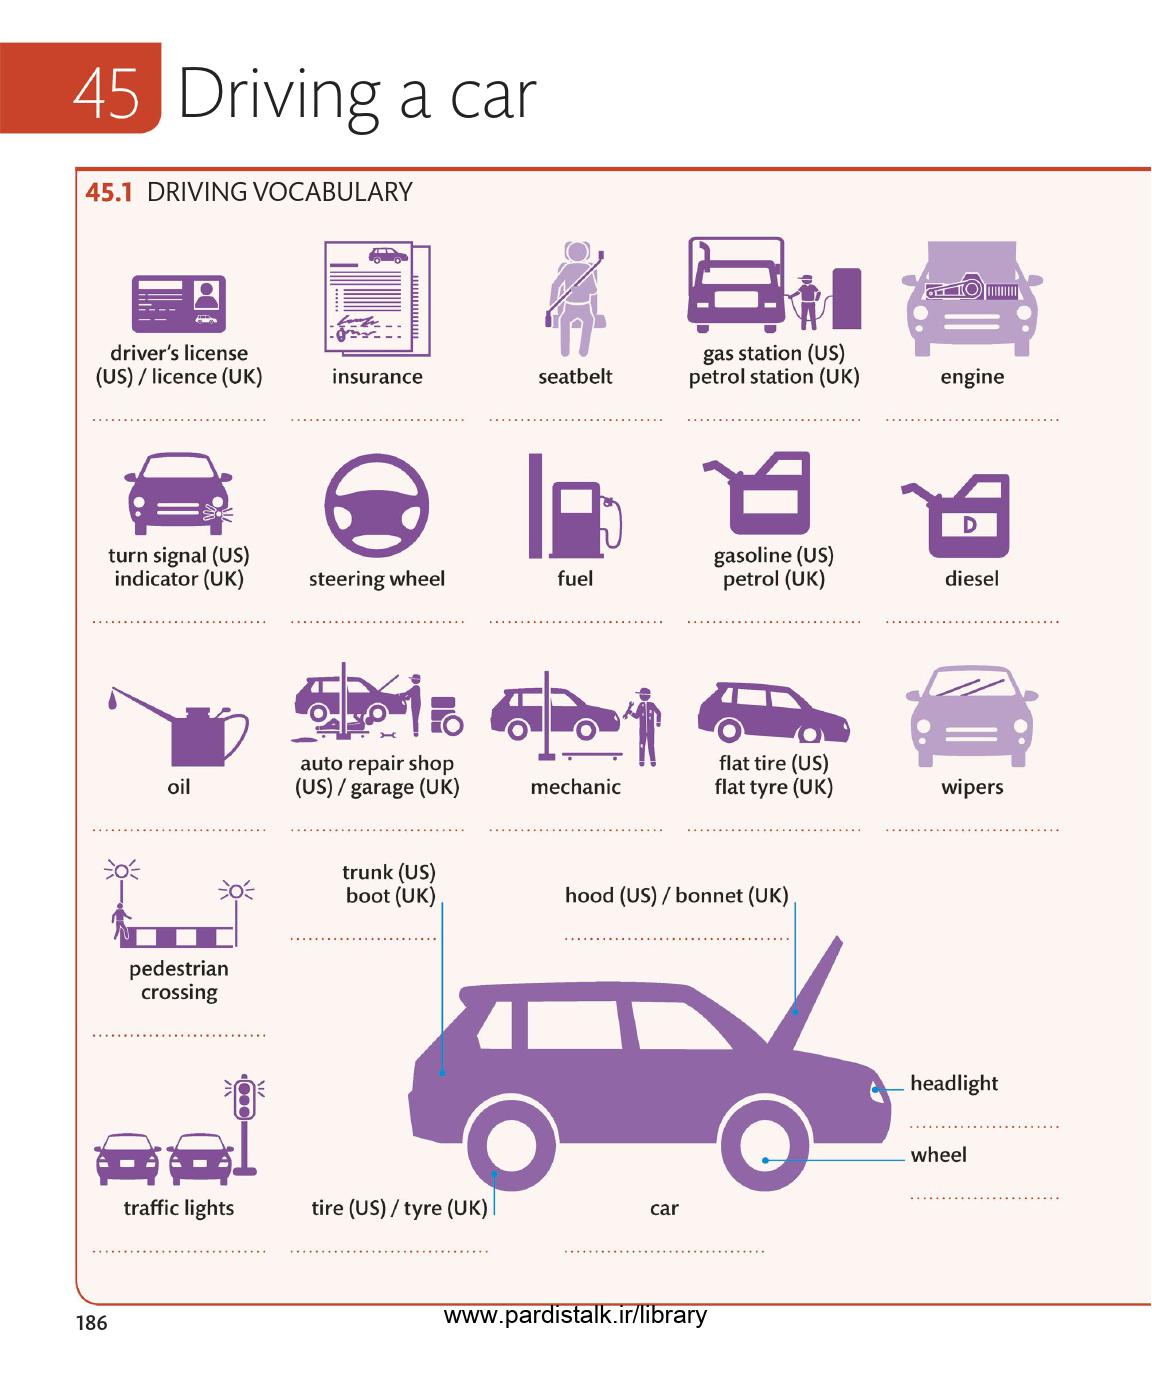 45 Driving a car
45.1 DRIVING VOCABULARY
driver's license
(US) / licence (UK)
insurance
seatbelt
gas station (US)
petrol station (UK)
engine
turn signal (US)
indicator (UK)
steering wheel
fuel
gasoline (US)
petrol (UK)
D
diesel
oil
auto repair shop
(US) / garage (UK)
mechanic
flat tire (US)
flat tyre (UK)
wipers
pedestrian
crossing
trunk (US)
boot (UK)
hood (US) / bonnet (UK)
headlight
wheel
traffic lights
tire (US) / tyre (UK)
car
186
www.pardistalk.ir/library